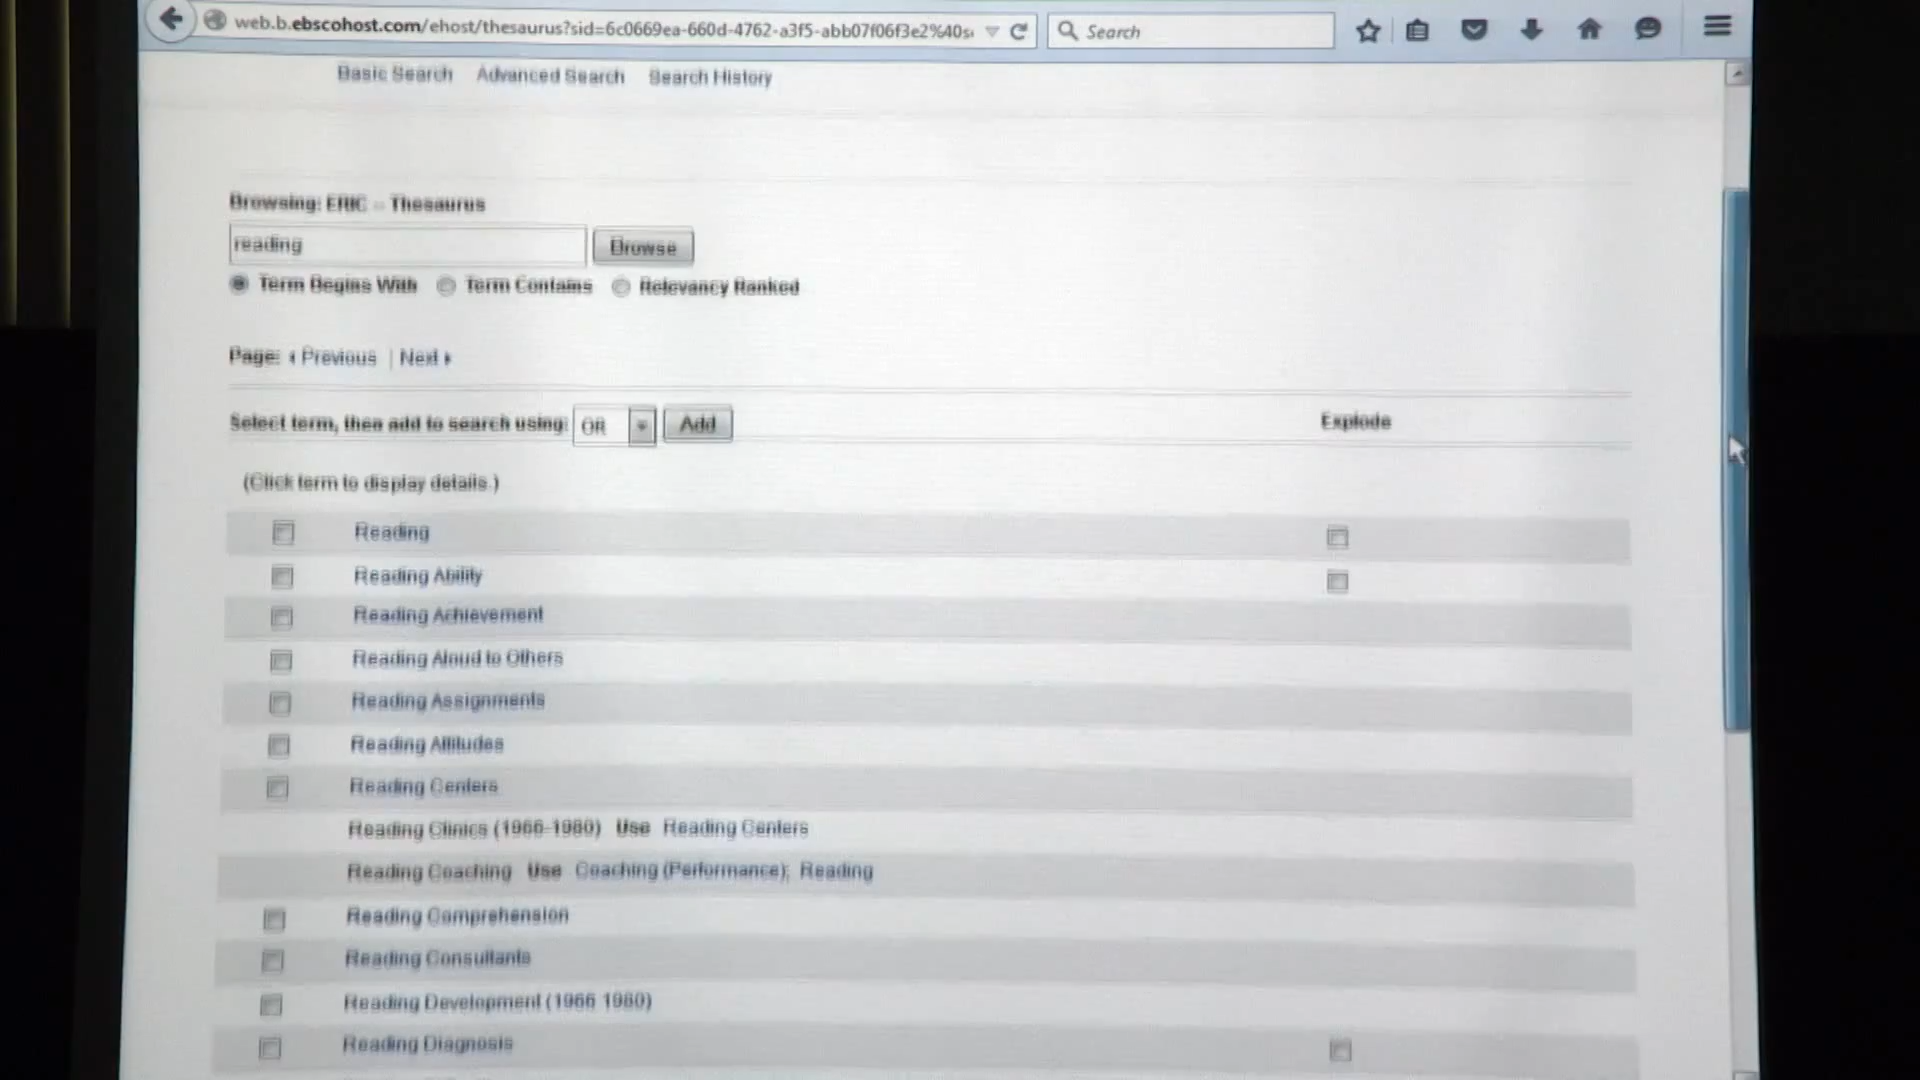 web.b.ebscohost.com/ehost/thesaurus?sid=6c0669ea-660d-4762-a3f5-abb07f06f3e2%40s Search
Basic Search Advanced Search Search History
Browsing: ERIC -- Thesaurus
reading Browse
Term Begins With Term Contains Relevancy Ranked
Page: Previous | Next
Select term, then add to search using: OR Add Explode
(Click term to display details.)
Reading
Reading Ability
Reading Achievement
Reading Aloud to Others
Reading Assignments
Reading Attitudes
Reading Centers
Reading Clinics (1966-1980) Use Reading Centers
Reading Coaching Use Coaching (Performance); Reading
Reading Comprehension
Reading Consultants
Reading Development (1966 1980)
Reading Diagnosis